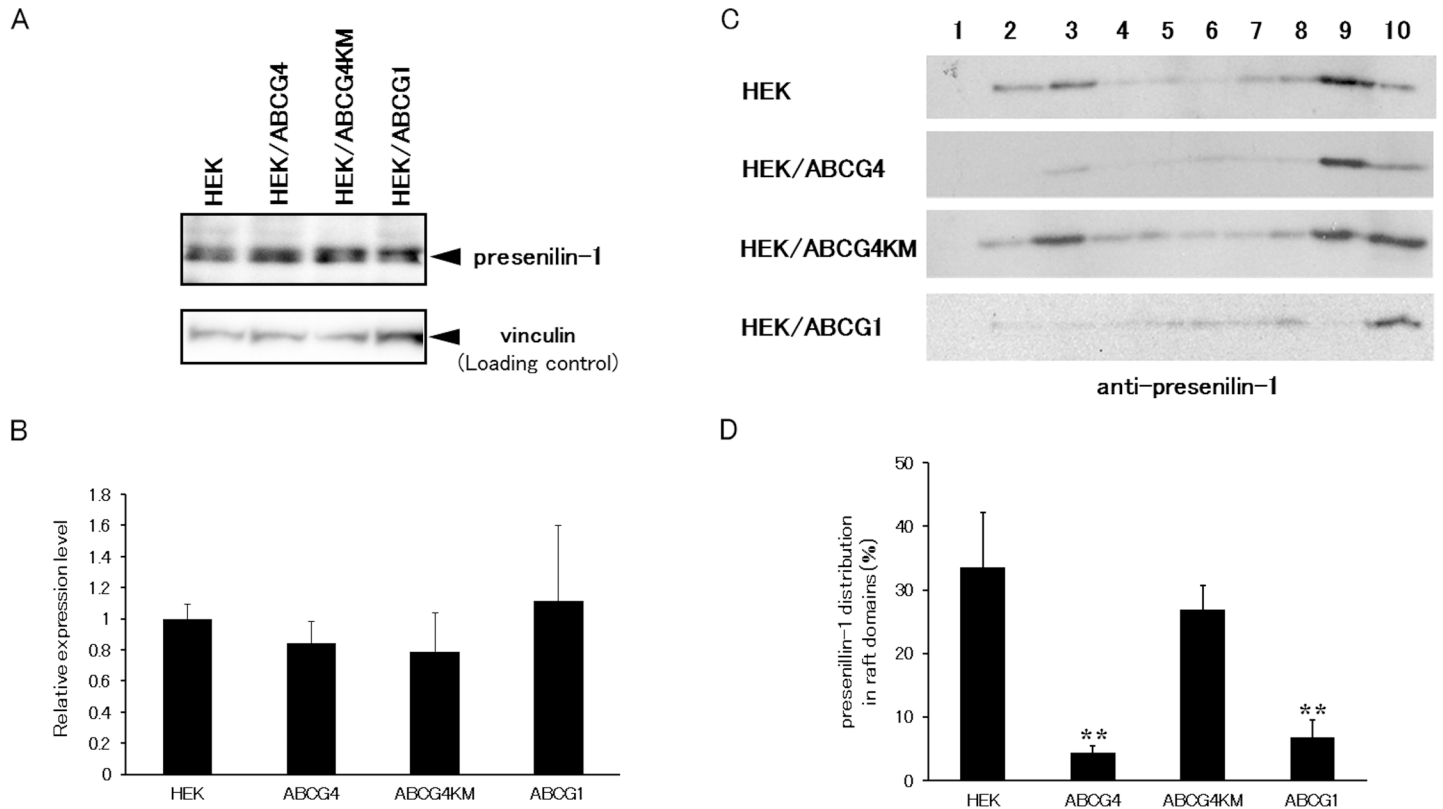 A
HEK
HEK/ABCG4
HEK/ABCG4KM
HEK/ABCG1
presenilin-1
vinculin
(Loading control)
B
Relative expression level
1.8
1.6
1.4
1.2
1
0.8
0.6
0.4
0.2
0
HEK
ABCG4
ABCG4KM
ABCG1
C
1 2 3 4 5 6 7 8 9 10
HEK
HEK/ABCG4
HEK/ABCG4KM
HEK/ABCG1
anti-presenilin-1
D
presenillin-1 distribution
in raft domains (%)
50
40
30
20
10
0
**
**
HEK
ABCG4
ABCG4KM
ABCG1